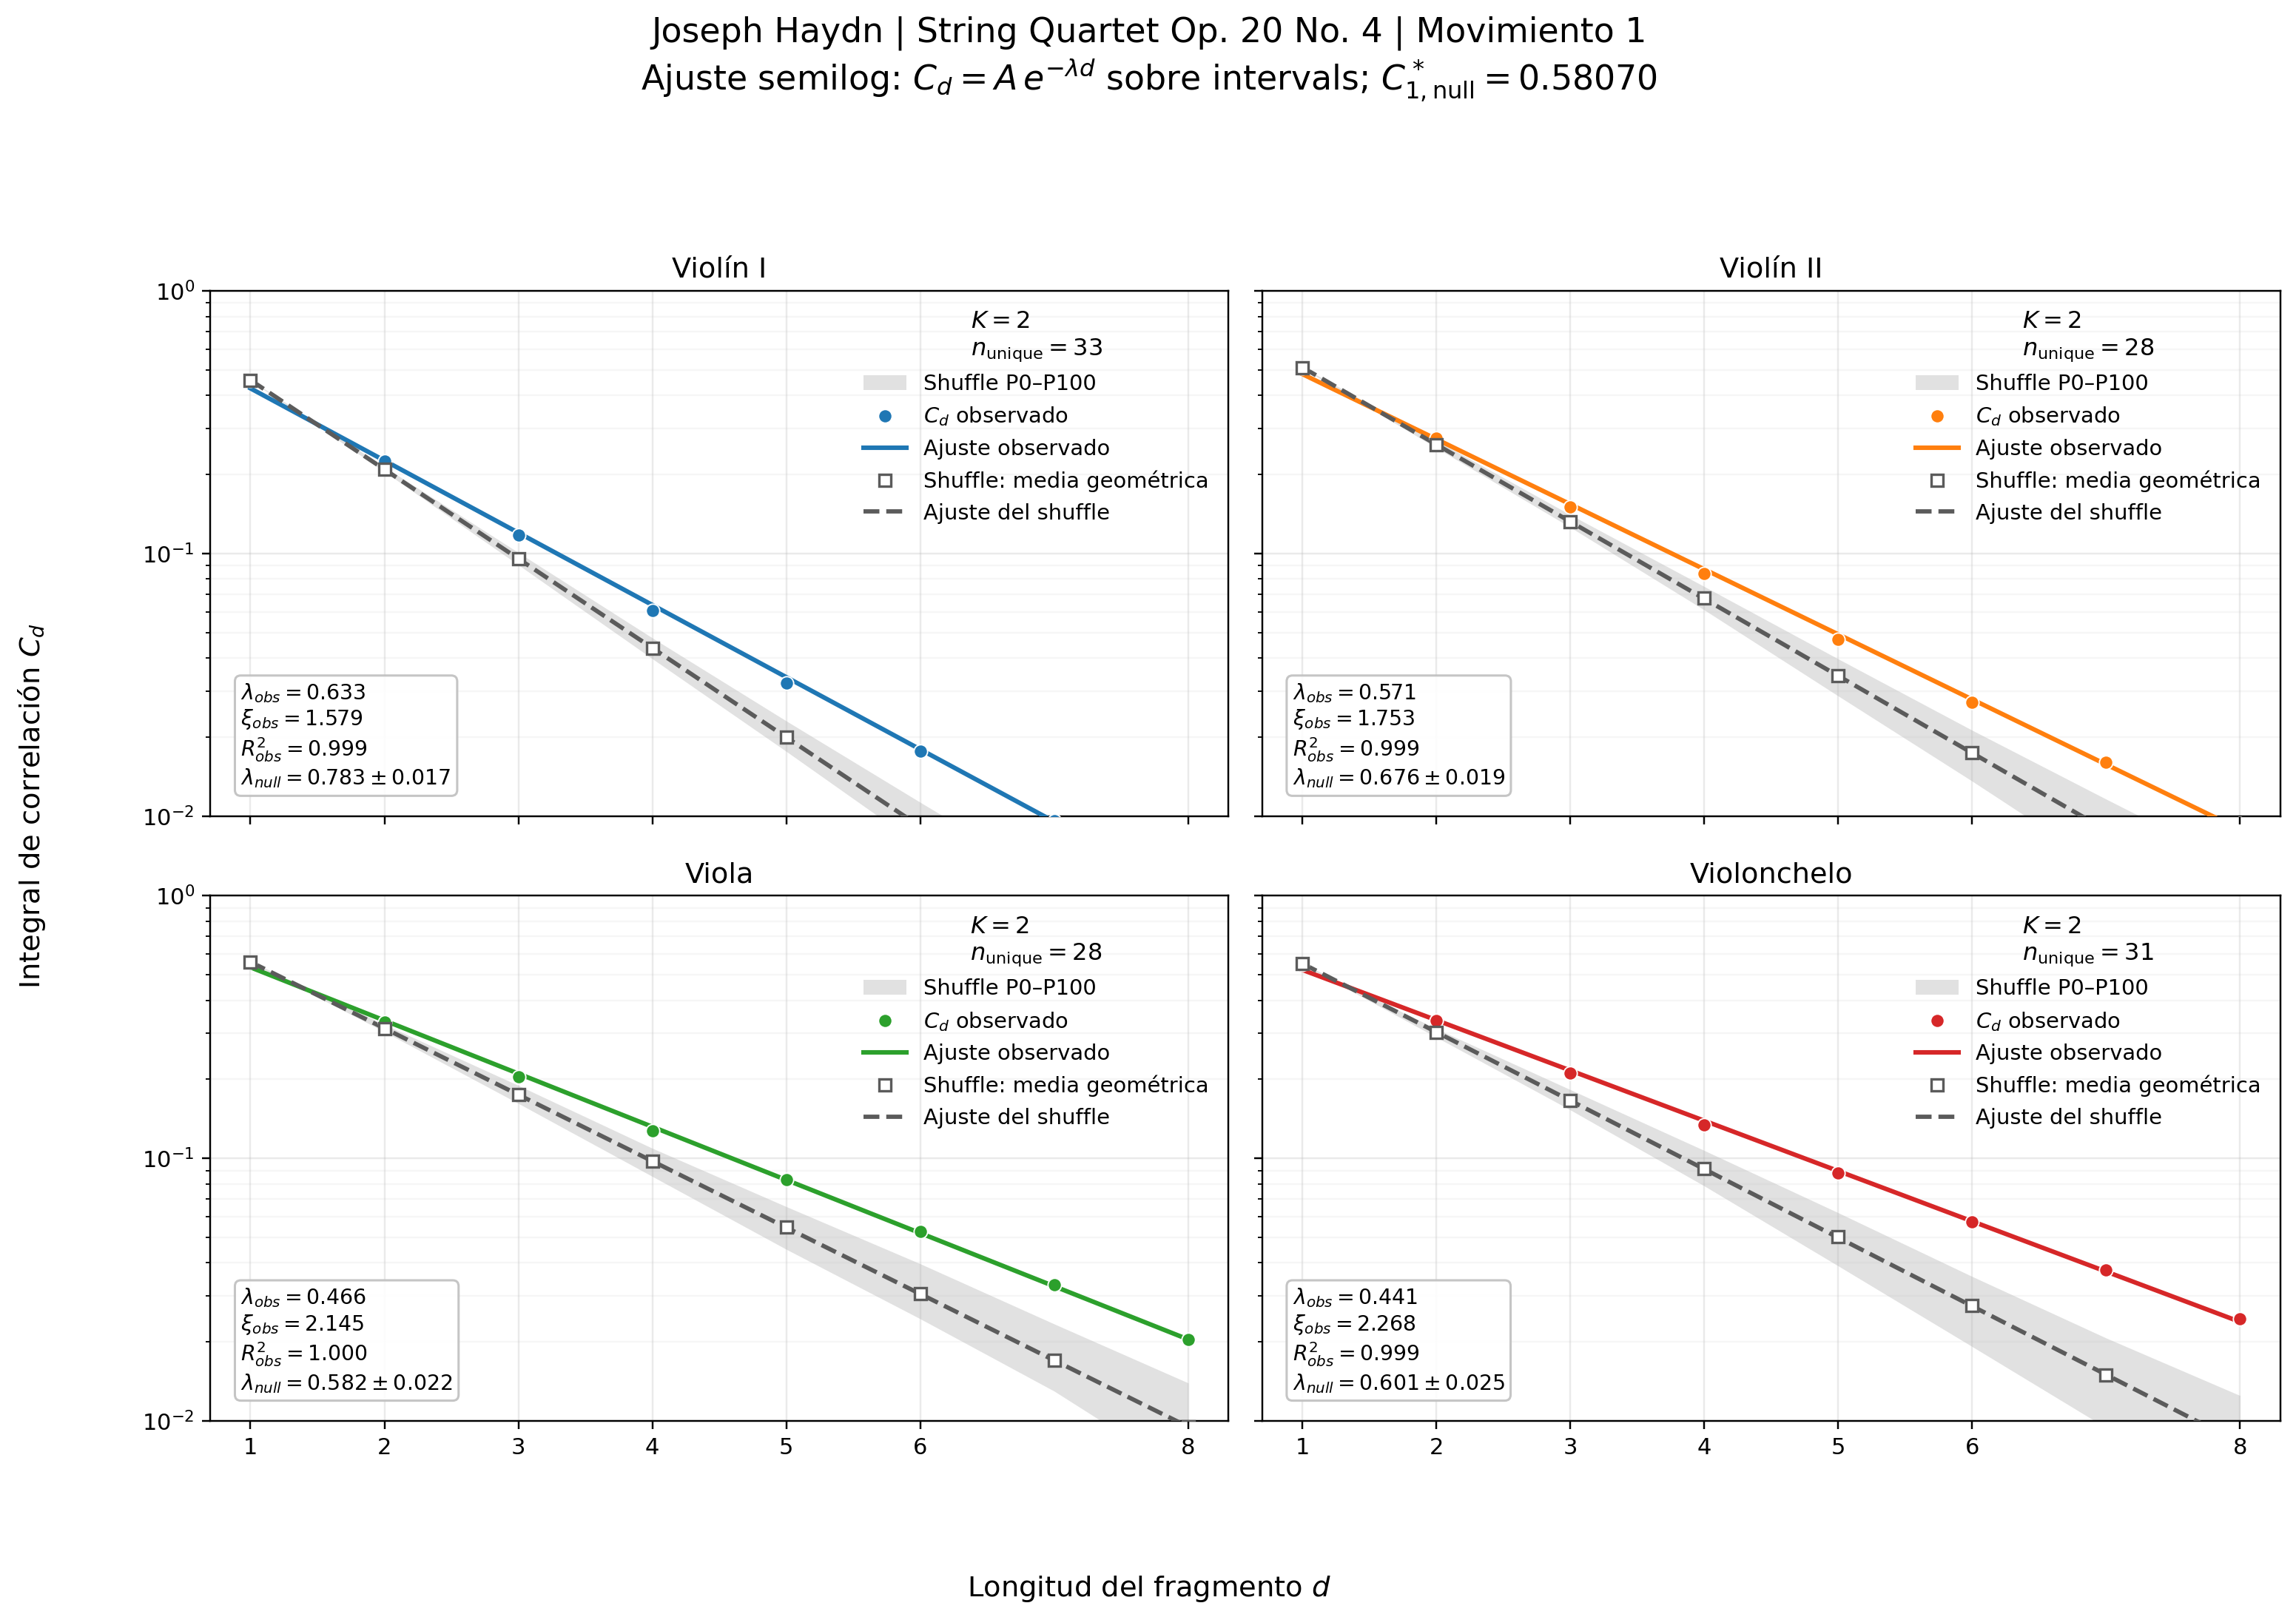 Joseph Haydn | String Quartet Op. 20 No. 4 | Movimiento 1
Ajuste semilog: $C_d = A e^{-\lambda d}$ sobre intervals; $C^*_{1,\mathrm{null}} = 0.58070$
Integral de correlación $C_d$
Violín I
10⁰
10⁻¹
10⁻²
K = 2
n_unique = 33
Shuffle P0–P100
C_d observado
Ajuste observado
Shuffle: media geométrica
Ajuste del shuffle
λ_obs = 0.633
ξ_obs = 1.579
R²_obs = 0.999
λ_null = 0.783 ± 0.017
Violín II
K = 2
n_unique = 28
Shuffle P0–P100
C_d observado
Ajuste observado
Shuffle: media geométrica
Ajuste del shuffle
λ_obs = 0.571
ξ_obs = 1.753
R²_obs = 0.999
λ_null = 0.676 ± 0.019
Viola
10⁰
10⁻¹
10⁻²
K = 2
n_unique = 28
Shuffle P0–P100
C_d observado
Ajuste observado
Shuffle: media geométrica
Ajuste del shuffle
λ_obs = 0.466
ξ_obs = 2.145
R²_obs = 1.000
λ_null = 0.582 ± 0.022
1 2 3 4 5 6 8
Violonchelo
K = 2
n_unique = 31
Shuffle P0–P100
C_d observado
Ajuste observado
Shuffle: media geométrica
Ajuste del shuffle
λ_obs = 0.441
ξ_obs = 2.268
R²_obs = 0.999
λ_null = 0.601 ± 0.025
1 2 3 4 5 6 8
Longitud del fragmento d